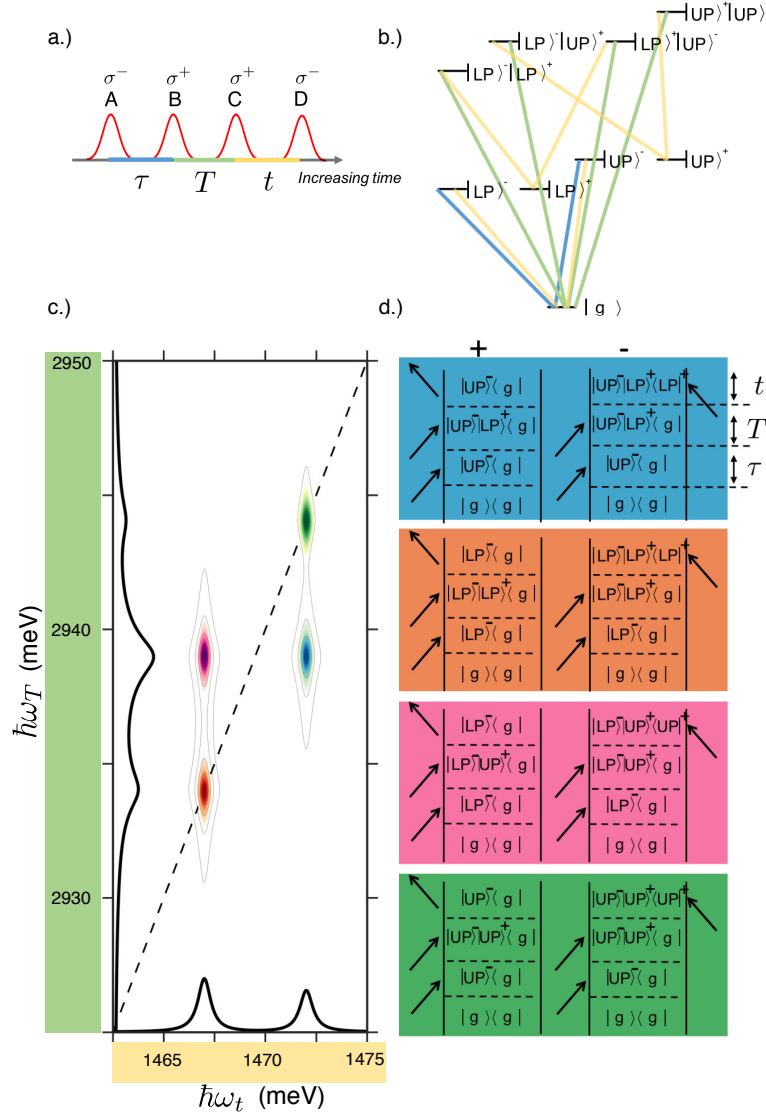 a.)
σ⁻ σ⁺ σ⁺ σ⁻
A B C D
τ T t Increasing time
b.)
|UP⟩⁺|UP⟩
|LP⟩⁻|UP⟩⁺ |LP⟩⁺|UP⟩⁻
|LP⟩⁻|LP⟩⁺
|UP⟩⁻ |UP⟩⁺
|LP⟩⁻ |LP⟩⁺
|g⟩
c.)
2950
2940
2930
ħω_T (meV)
1465 1470 1475
ħω_t (meV)
d.)
+ -
|UP⟩⁻⟨g| |UP⟩⁻|LP⟩⁺⟨LP|⁺ t
|UP⟩⁻|LP⟩⁺⟨g| |UP⟩⁻|LP⟩⁺⟨g| T
|UP⟩⁻⟨g| |UP⟩⁻⟨g| τ
|g⟩⟨g| |g⟩⟨g|
|LP⟩⁻⟨g| |LP⟩⁻|LP⟩⁺⟨LP|⁺
|LP⟩⁻|LP⟩⁺⟨g| |LP⟩⁻|LP⟩⁺⟨g|
|LP⟩⁻⟨g| |LP⟩⁻⟨g|
|g⟩⟨g| |g⟩⟨g|
|LP⟩⁻⟨g| |LP⟩⁻|UP⟩⁺⟨UP|⁺
|LP⟩⁻|UP⟩⁺⟨g| |LP⟩⁻|UP⟩⁺⟨g|
|LP⟩⁻⟨g| |LP⟩⁻⟨g|
|g⟩⟨g| |g⟩⟨g|
|UP⟩⁻⟨g| |UP⟩⁻|UP⟩⁺⟨UP|⁺
|UP⟩⁻|UP⟩⁺⟨g| |UP⟩⁻|UP⟩⁺⟨g|
|UP⟩⁻⟨g| |UP⟩⁻⟨g|
|g⟩⟨g| |g⟩⟨g|